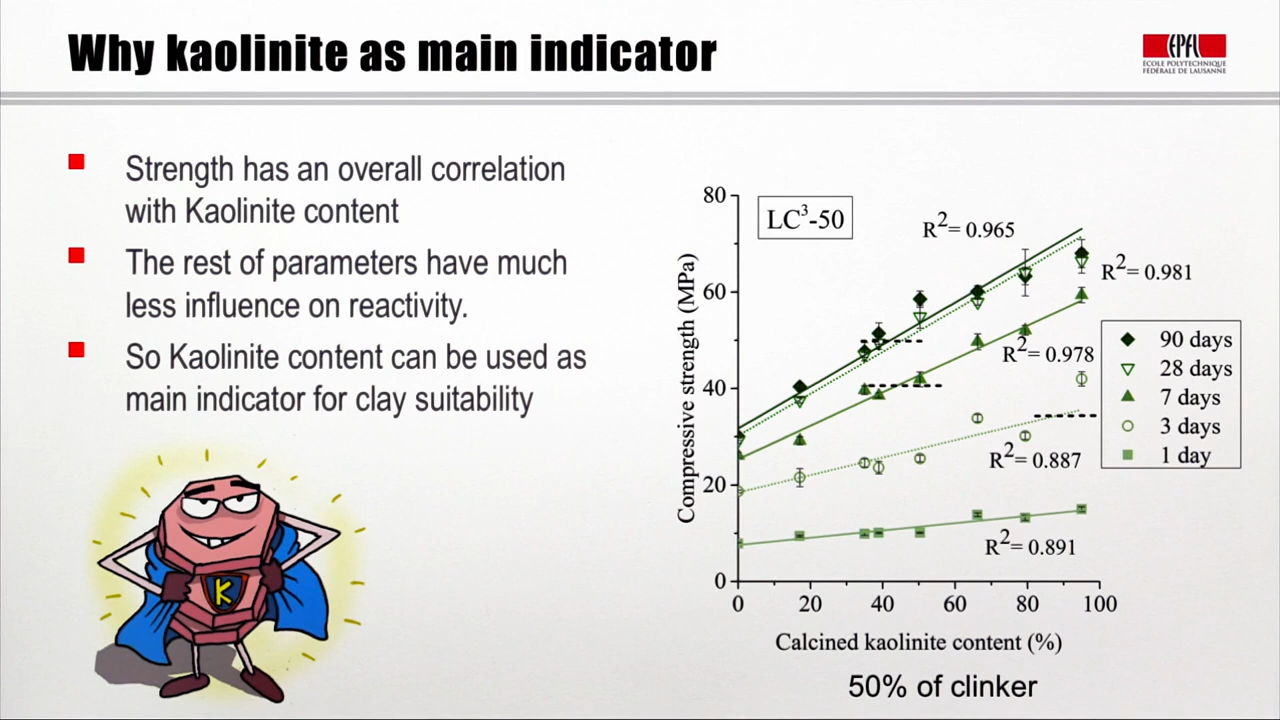 Why kaolinite as main indicator
EPFL
ÉCOLE POLYTECHNIQUE
FÉDÉRALE DE LAUSANNE
Strength has an overall correlation
with Kaolinite content
The rest of parameters have much
less influence on reactivity.
So Kaolinite content can be used as
main indicator for clay suitability
K
LC³-50
R²= 0.965
R²= 0.981
R²= 0.978
R²= 0.887
R²= 0.891
90 days
28 days
7 days
3 days
1 day
Compressive strength (MPa)
80
60
40
20
0
0 20 40 60 80 100
Calcined kaolinite content (%)
50% of clinker